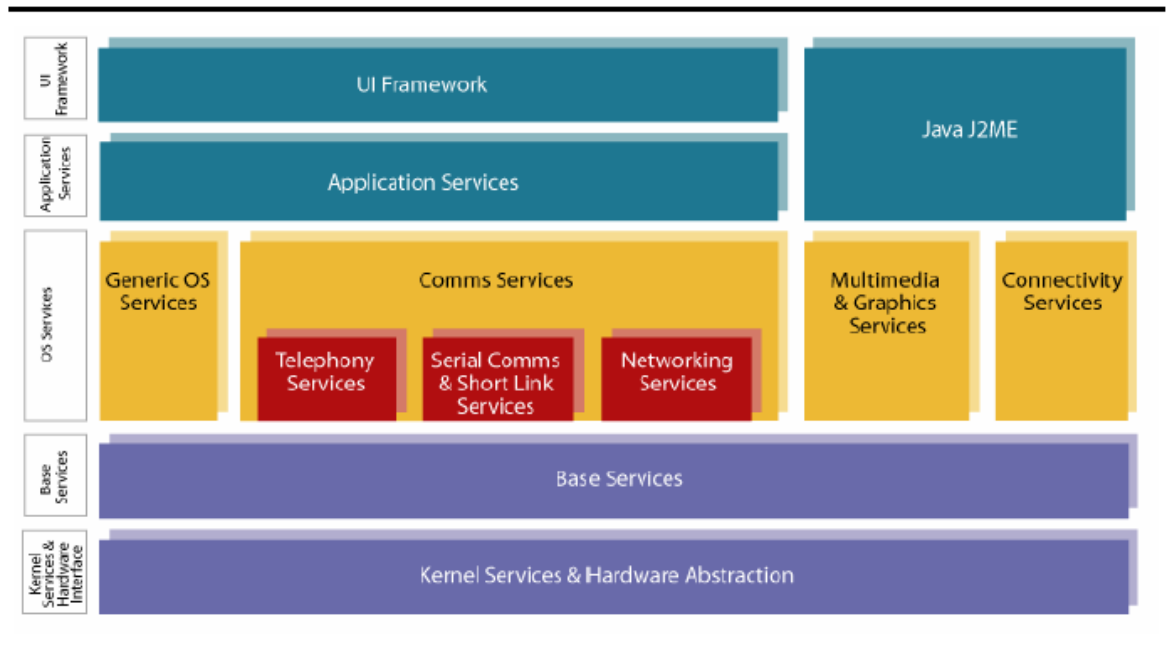 UI
Framework
UI Framework
Java J2ME
Application
Services
Application Services
OS Services
Generic OS
Services
Comms Services
Telephony
Services
Serial Comms
& Short Link
Services
Networking
Services
Multimedia
& Graphics
Services
Connectivity
Services
Base
Services
Base Services
Kernel
Services &
Hardware
Interface
Kernel Services & Hardware Abstraction